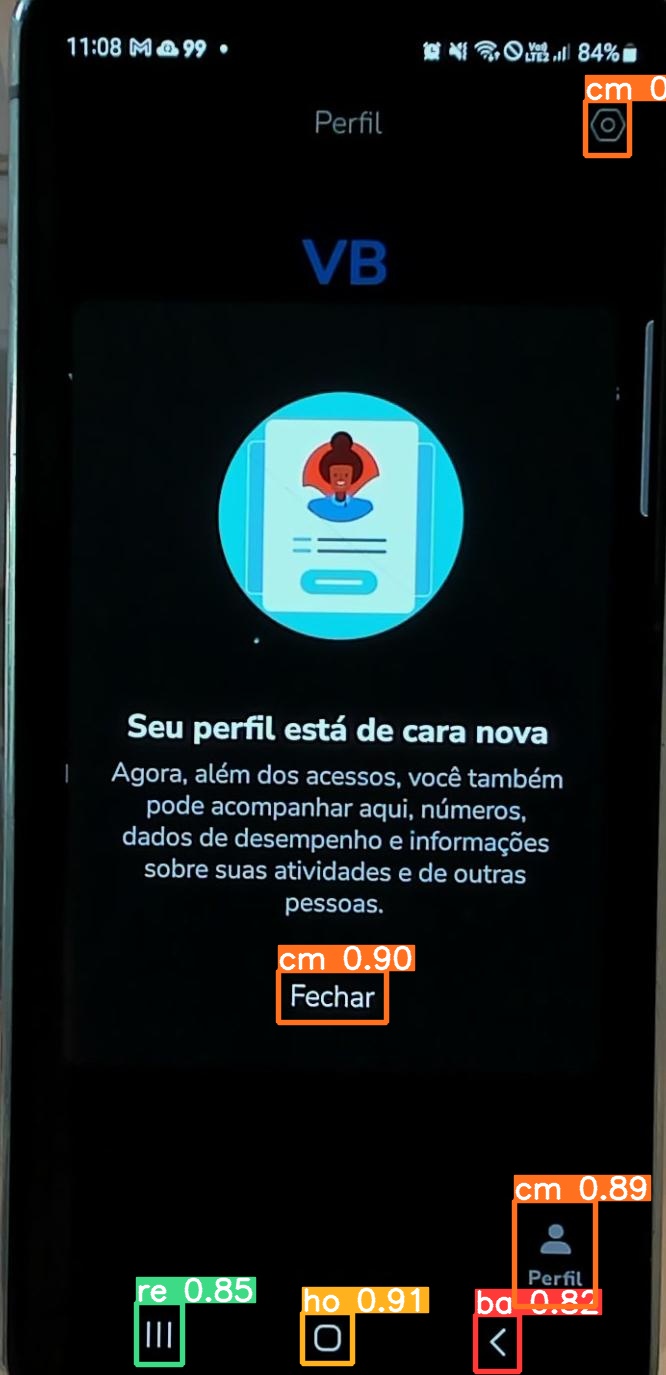 11:08 99
VoD LTE2 84%
cm 0
Perfil
VB
Seu perfil está de cara nova
Agora, além dos acessos, você também
pode acompanhar aqui, números,
dados de desempenho e informações
sobre suas atividades e de outras
pessoas.
cm 0.90
Fechar
cm 0.89
Perfil
re 0.85
ho 0.91
ba 0.82